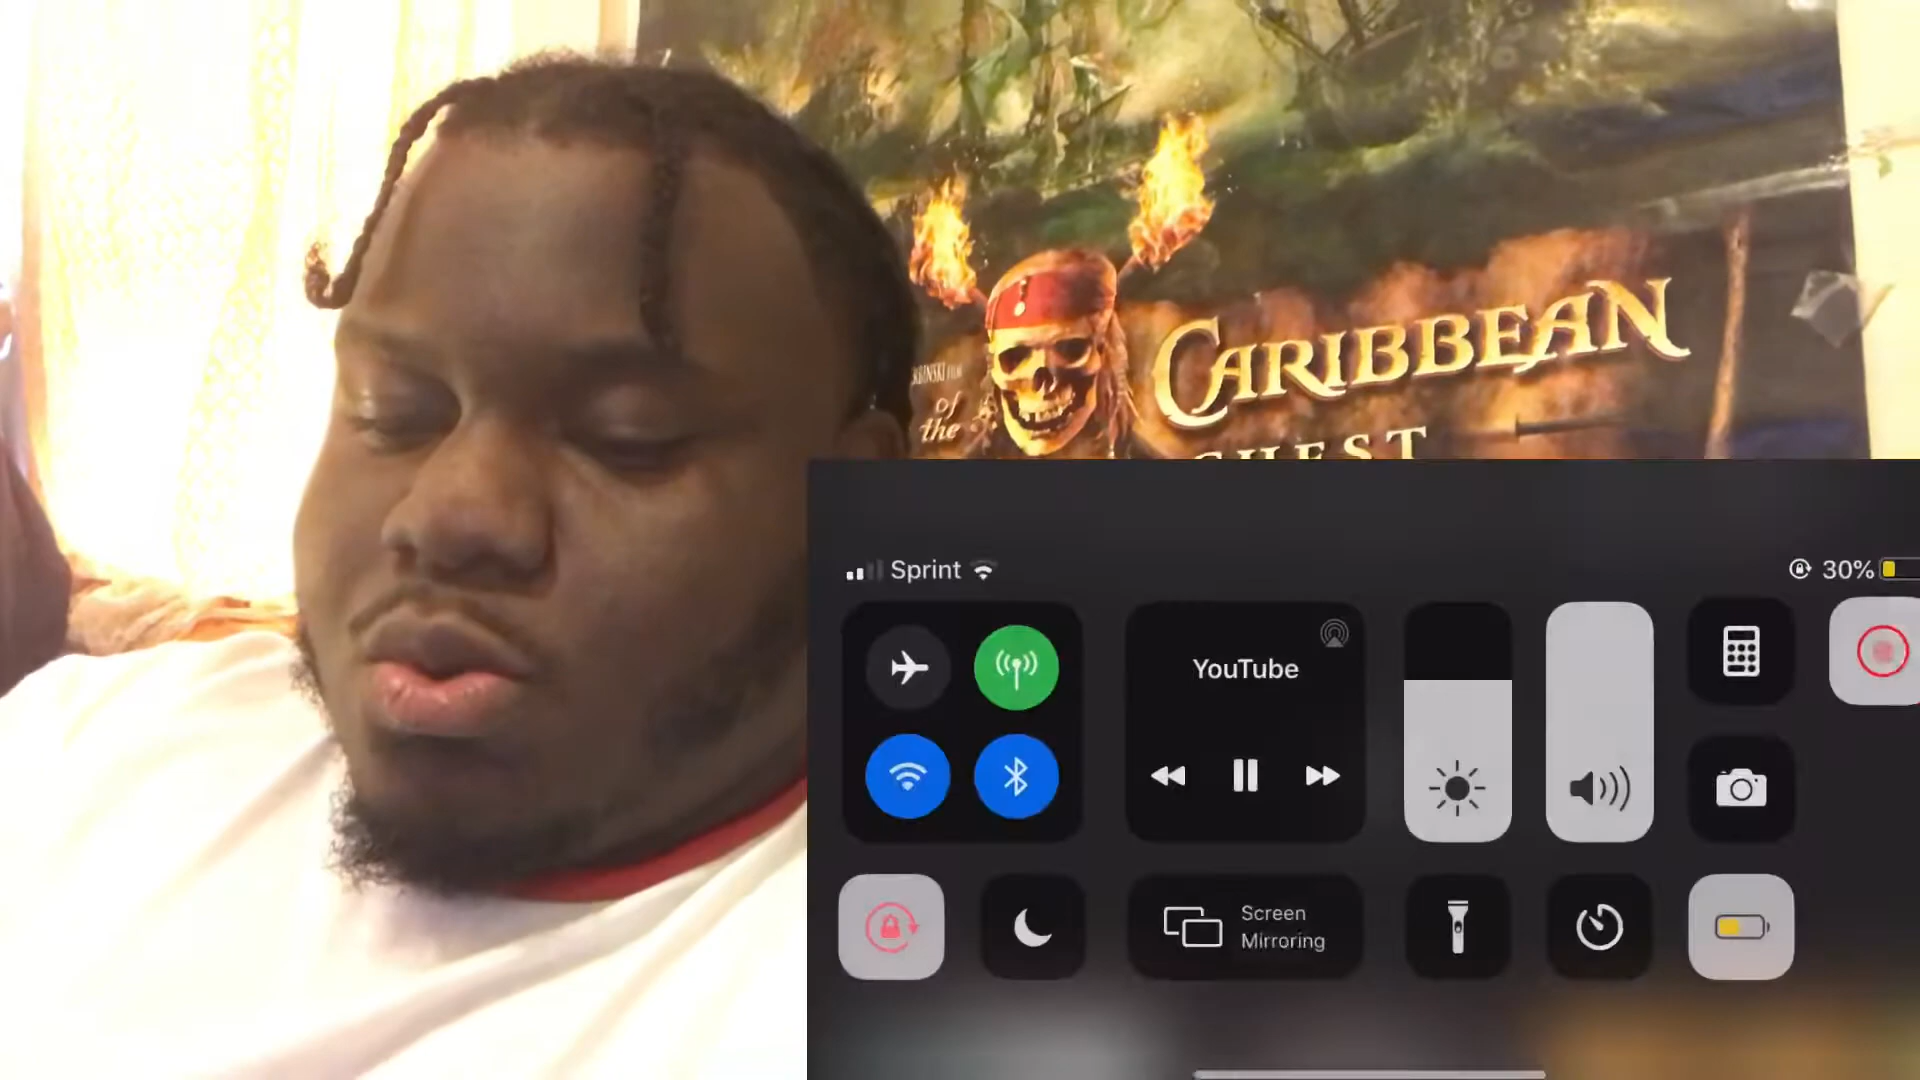 of
the
CARIBBEAN
Sprint
30%
YouTube
Screen
Mirroring